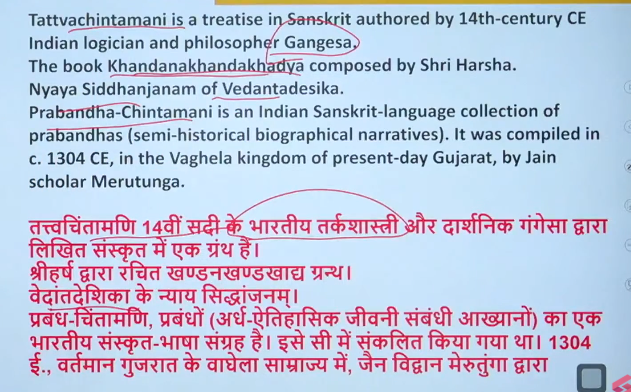 Tattvachintamani is a treatise in Sanskrit authored by 14th-century CE
Indian logician and philosopher Gangesa,
The book Khandanakhandakhadya composed by Shri Harsha.
Nyaya Siddhanjanam of Vedantadesika.
Prabandha-Chintamani is an Indian Sanskrit-language collection of
prabandhas (semi-historical biographical narratives). It was compiled in
c. 1304 CE, in the Vaghela kingdom of present-day Gujarat, by Jain
scholar Merutunga.
तत्त्वचिंतामणि 14वीं सदी के भारतीय तर्कशास्त्री और दार्शनिक गंगेसा द्वारा
लिखित संस्कृत में एक ग्रंथ हैं।
श्रीहर्ष द्वारा रचित खण्डनखण्डखाद्य ग्रन्थ।
वेदांतदेशिका के न्याय सिद्धांजनम्।
प्रबंध-चिंतामणि, प्रबंधों (अर्ध-ऐतिहासिक जीवनी संबंधी आख्यानों) का एक
भारतीय संस्कृत-भाषा संग्रह है। इसे सी में संकलित किया गया था। 1304
ई., वर्तमान गुजरात के वाघेला साम्राज्य में, जैन विद्वान मेरुतुंगा द्वारा